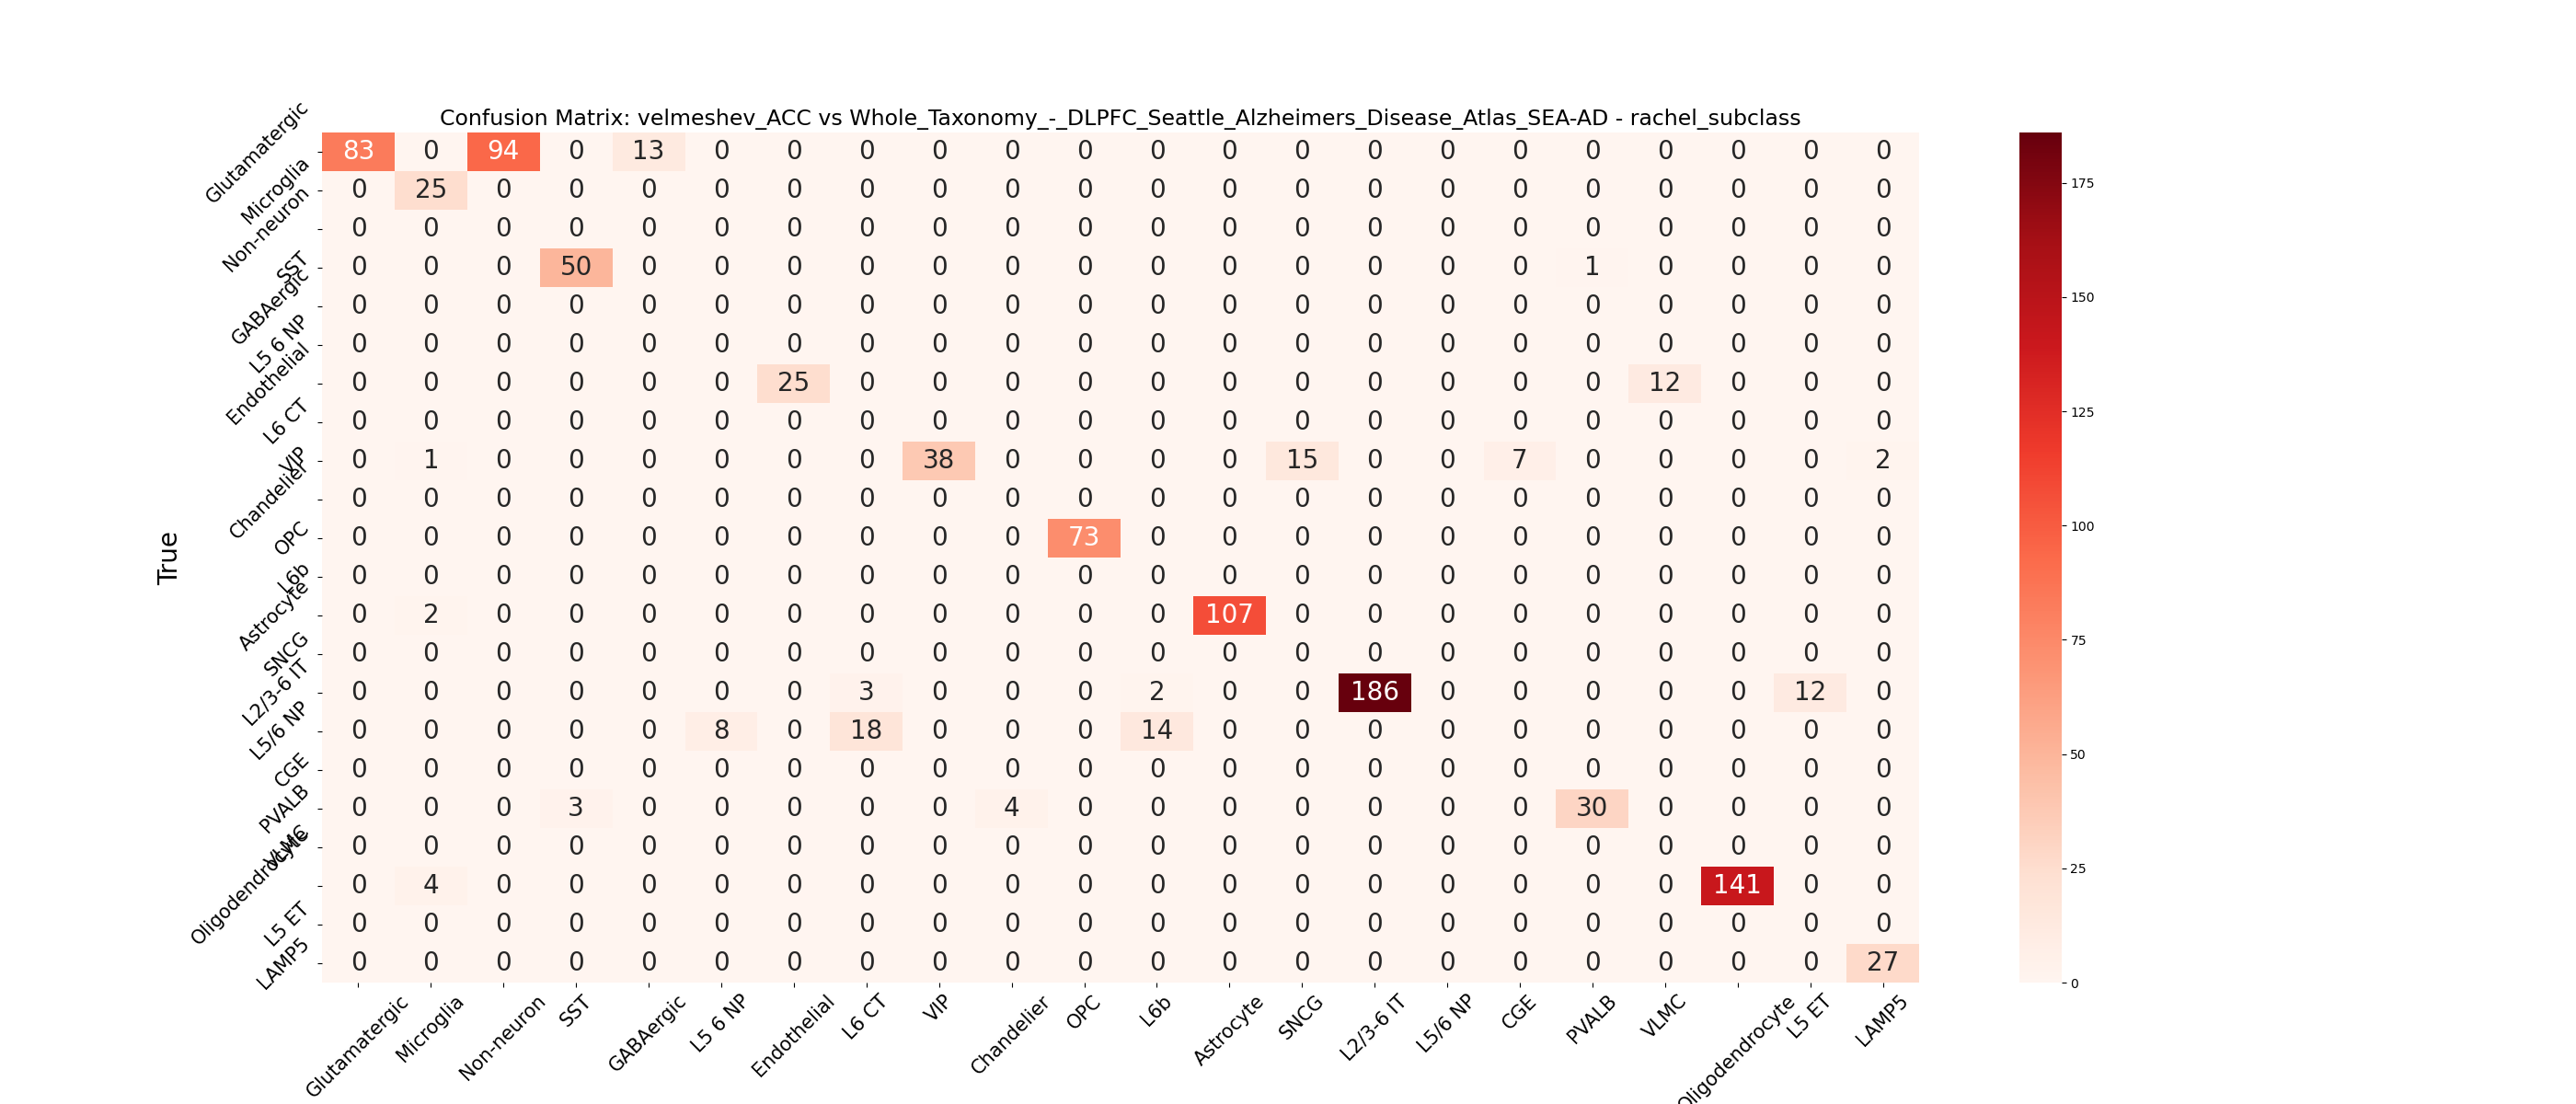 Confusion Matrix: velmeshev_ACC vs Whole_Taxonomy_-_DLPFC_Seattle_Alzheimers_Disease_Atlas_SEA-AD - rachel_subclass
True
Glutamatergic 83 0 94 0 13 0 0 0 0 0 0 0 0 0 0 0 0 0 0 0 0 0
Microglia 0 25 0 0 0 0 0 0 0 0 0 0 0 0 0 0 0 0 0 0 0 0
Non-neuron 0 0 0 0 0 0 0 0 0 0 0 0 0 0 0 0 0 0 0 0 0 0
SST 0 0 0 50 0 0 0 0 0 0 0 0 0 0 0 0 0 1 0 0 0 0
GABAergic 0 0 0 0 0 0 0 0 0 0 0 0 0 0 0 0 0 0 0 0 0 0
L5 6 NP 0 0 0 0 0 0 0 0 0 0 0 0 0 0 0 0 0 0 0 0 0 0
Endothelial 0 0 0 0 0 0 25 0 0 0 0 0 0 0 0 0 0 0 12 0 0 0
L6 CT 0 0 0 0 0 0 0 0 0 0 0 0 0 0 0 0 0 0 0 0 0 0
VIP 0 1 0 0 0 0 0 0 38 0 0 0 0 15 0 0 7 0 0 0 0 2
Chandelier 0 0 0 0 0 0 0 0 0 0 0 0 0 0 0 0 0 0 0 0 0 0
OPC 0 0 0 0 0 0 0 0 0 0 73 0 0 0 0 0 0 0 0 0 0 0
L6b 0 0 0 0 0 0 0 0 0 0 0 0 0 0 0 0 0 0 0 0 0 0
Astrocyte 0 2 0 0 0 0 0 0 0 0 0 0 107 0 0 0 0 0 0 0 0 0
SNCG 0 0 0 0 0 0 0 0 0 0 0 0 0 0 0 0 0 0 0 0 0 0
L2/3-6 IT 0 0 0 0 0 0 0 3 0 0 0 2 0 0 186 0 0 0 0 0 12 0
L5/6 NP 0 0 0 0 0 8 0 18 0 0 0 14 0 0 0 0 0 0 0 0 0 0
CGE 0 0 0 0 0 0 0 0 0 0 0 0 0 0 0 0 0 0 0 0 0 0
PVALB 0 0 0 3 0 0 0 0 0 4 0 0 0 0 0 0 0 30 0 0 0 0
VLMC 0 0 0 0 0 0 0 0 0 0 0 0 0 0 0 0 0 0 0 0 0 0
Oligodendrocyte 0 4 0 0 0 0 0 0 0 0 0 0 0 0 0 0 0 0 0 141 0 0
L5 ET 0 0 0 0 0 0 0 0 0 0 0 0 0 0 0 0 0 0 0 0 0 0
LAMP5 0 0 0 0 0 0 0 0 0 0 0 0 0 0 0 0 0 0 0 0 0 27
Glutamatergic Microglia Non-neuron SST GABAergic L5 6 NP Endothelial L6 CT VIP Chandelier OPC L6b Astrocyte SNCG L2/3-6 IT L5/6 NP CGE PVALB VLMC Oligodendrocyte L5 ET LAMP5
175
150
125
100
75
50
25
0